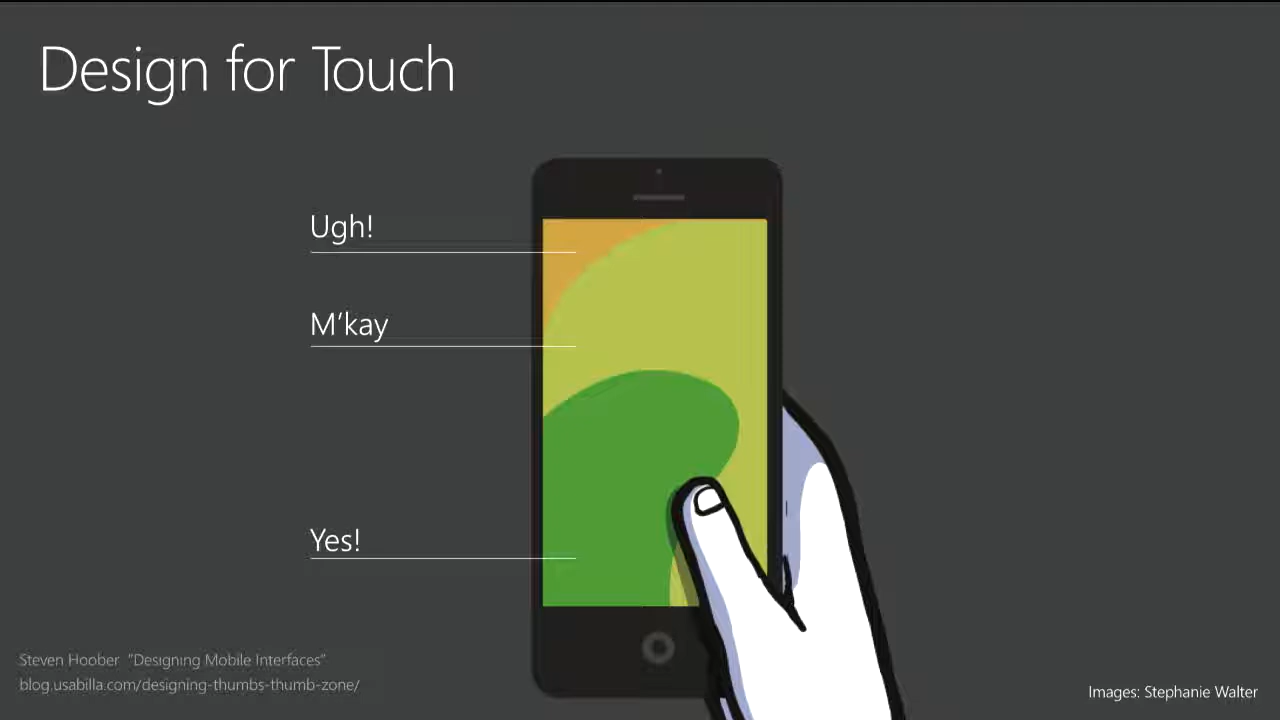 Design for Touch
Ugh!
M'kay
Yes!
Steven Hoober "Designing Mobile Interfaces"
blog.usabilla.com/designing-thumbs-thumb-zone/
Images: Stephanie Walter